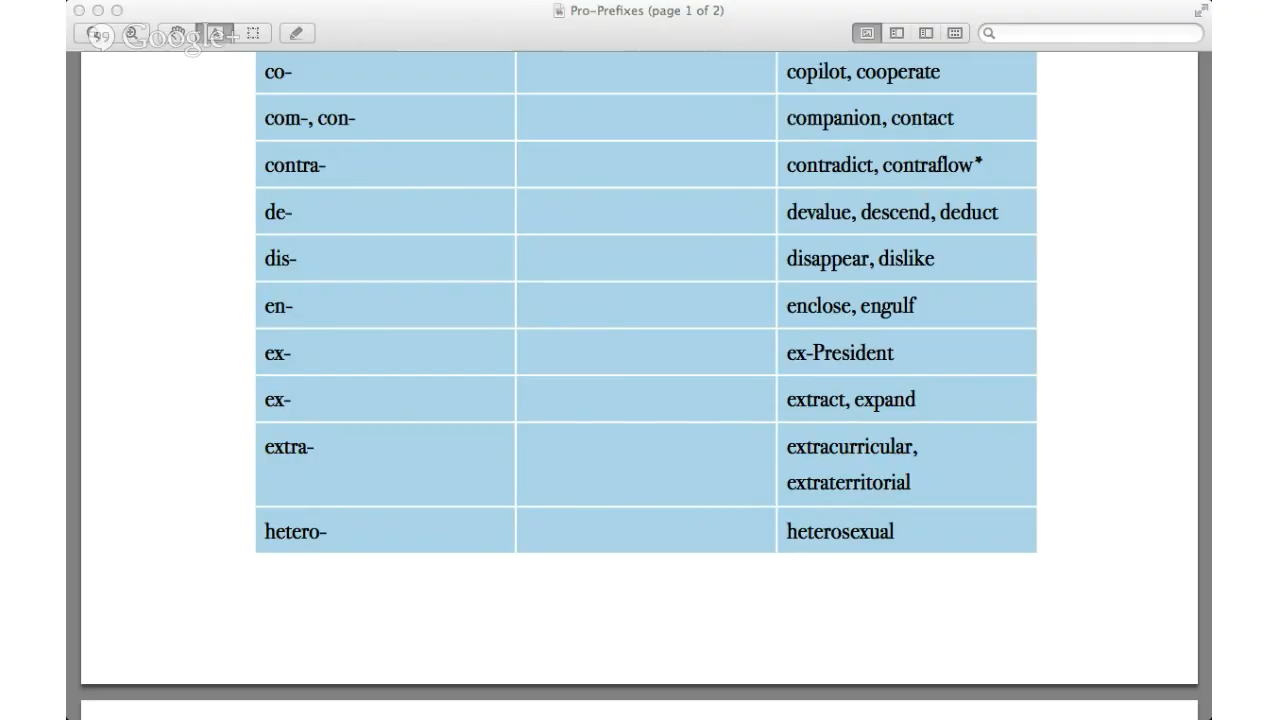 Pro-Prefixes (page 1 of 2)
Google+
co- copilot, cooperate
com-, con- companion, contact
contra- contradict, contraflow*
de- devalue, descend, deduct
dis- disappear, dislike
en- enclose, engulf
ex- ex-President
ex- extract, expand
extra- extracurricular,
extraterritorial
hetero- heterosexual